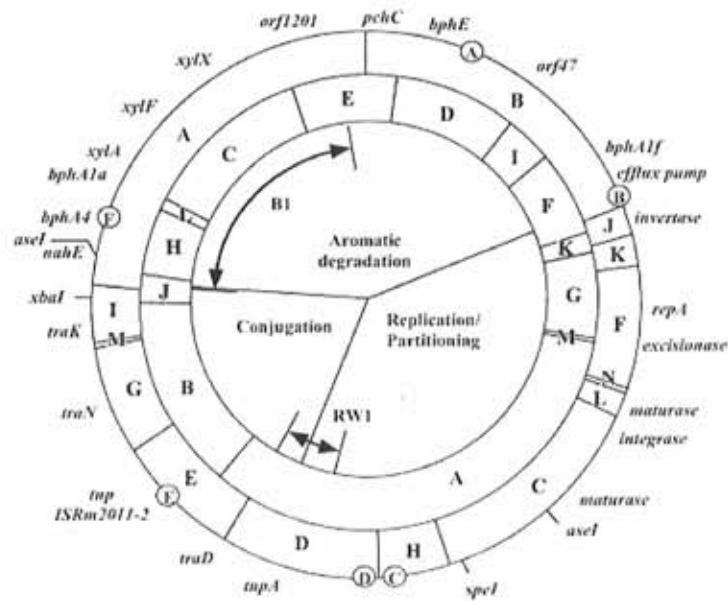 orf1201
pchC
bphE
A
xylX
orf47
E
B
D
xylF
A
C
I
xylA
bphA1f
bphA1a
efflux pump
B1
F
B
bphA4
F
L
J
invertase
aseI
Aromatic
K
nahE
H
degradation
K
J
xbaI
I
G
repA
Conjugation
Replication/
F
traK
M
Partitioning
M
excisionase
B
N
G
L
traN
RW1
maturase
integrase
E
A
tnp
E
C
maturase
ISRm2011-2
aseI
D
H
traD
tnpA
D
C
speI